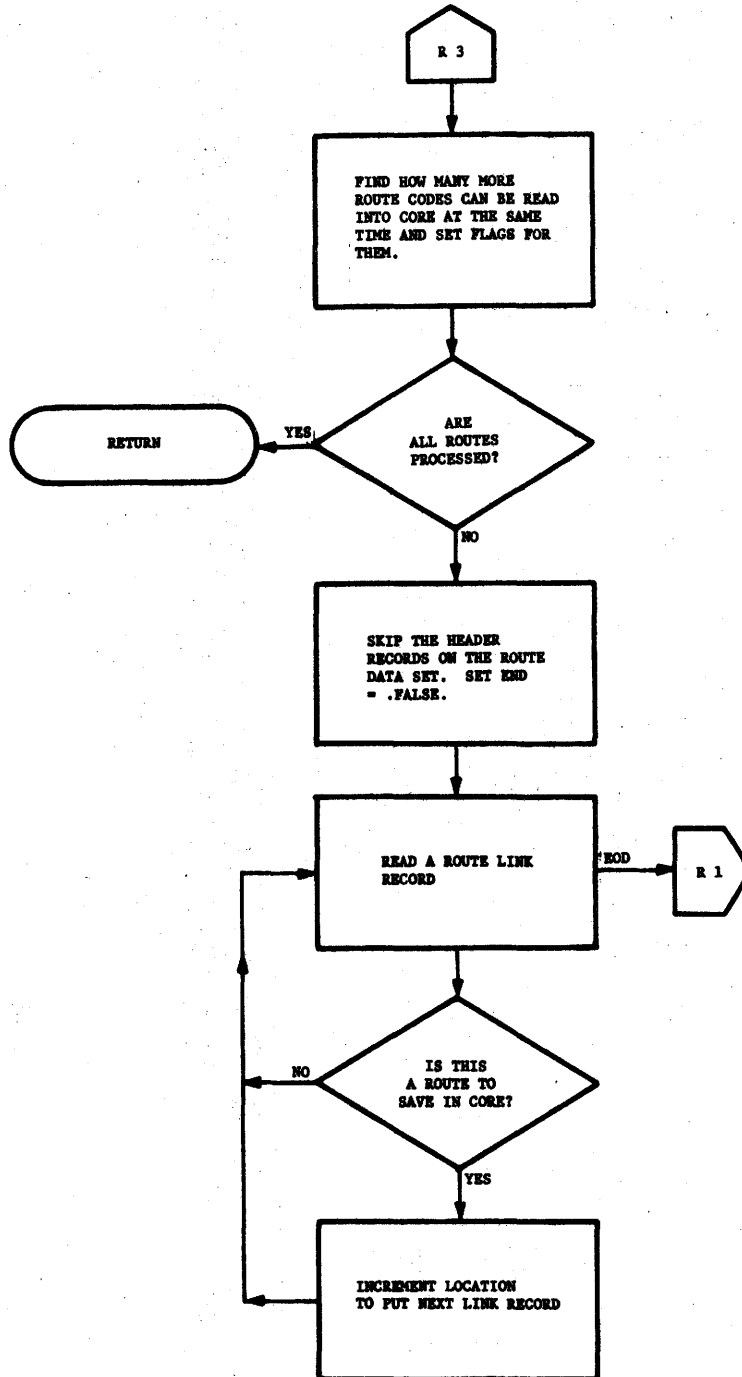 R 3
FIND HOW MANY MORE
ROUTE CODES CAN BE READ
INTO CORE AT THE SAME
TIME AND SET FLAGS FOR
THEM.
ARE
ALL ROUTES
PROCESSED?
YES
RETURN
NO
SKIP THE HEADER
RECORDS ON THE ROUTE
DATA SET.  SET END
= .FALSE.
READ A ROUTE LINK
RECORD
EOD
R 1
IS THIS
A ROUTE TO
SAVE IN CORE?
NO
YES
INCREMENT LOCATION
TO PUT NEXT LINK RECORD